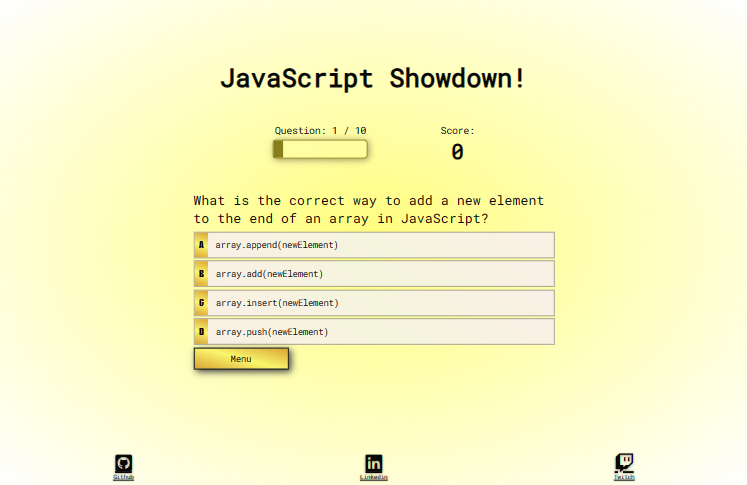 JavaScript Showdown!
Question: 1 / 10
Score:
0
What is the correct way to add a new element
to the end of an array in JavaScript?
A array.append(newElement)
B array.add(newElement)
C array.insert(newElement)
D array.push(newElement)
Menu
in
Github
Linkedin
Twitch